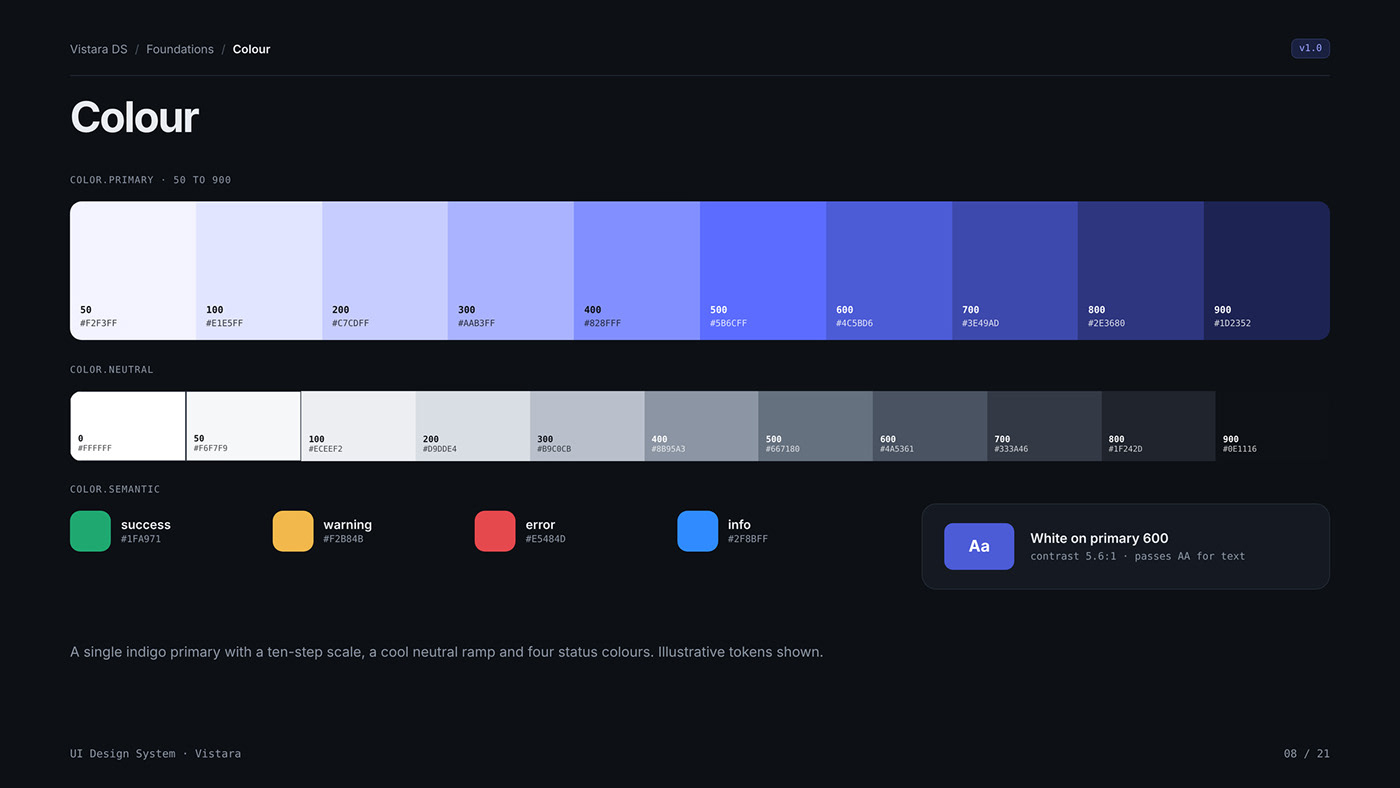 Vistara DS / Foundations / Colour
v1.0
Colour
COLOR.PRIMARY · 50 TO 900
50
#F2F3FF
100
#E1E5FF
200
#C7CDFF
300
#AAB3FF
400
#828FFF
500
#5B6CFF
600
#4C5BD6
700
#3E49AD
800
#2E3680
900
#1D2352
COLOR.NEUTRAL
0
#FFFFFF
50
#F6F7F9
100
#ECEEF2
200
#D9DDE4
300
#B9C0CB
400
#8B95A3
500
#667180
600
#4A5361
700
#333A46
800
#1F242D
900
#0E1116
COLOR.SEMANTIC
success
#1FA971
warning
#F2B84B
error
#E5484D
info
#2F8BFF
Aa
White on primary 600
contrast 5.6:1 · passes AA for text
A single indigo primary with a ten-step scale, a cool neutral ramp and four status colours. Illustrative tokens shown.
UI Design System · Vistara
08 / 21